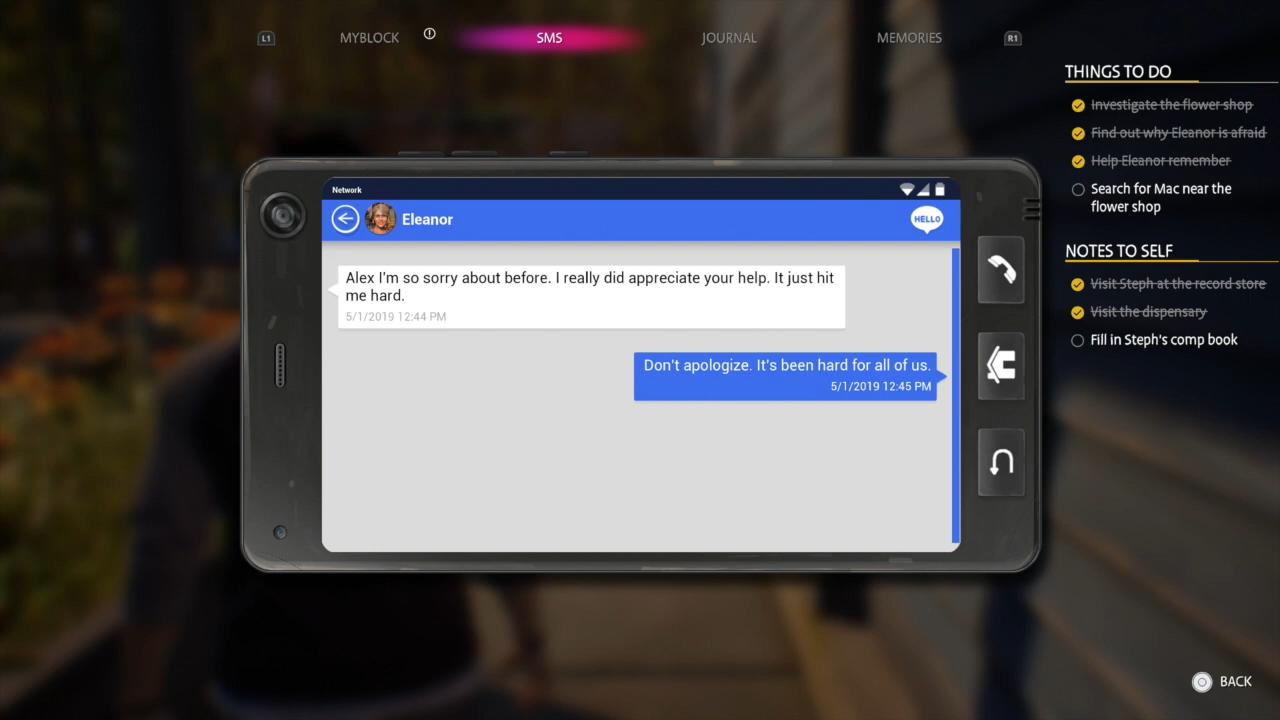 L1
MYBLOCK
SMS
JOURNAL
MEMORIES
R1
THINGS TO DO
Investigate the flower shop
Find out why Eleanor is afraid
Help Eleanor remember
Search for Mac near the
flower shop
NOTES TO SELF
Visit Steph at the record store
Visit the dispensary
Fill in Steph's comp book
Network
Eleanor
HELLO
Alex I'm so sorry about before. I really did appreciate your help. It just hit
me hard.
5/1/2019 12:44 PM
Don't apologize. It's been hard for all of us.
5/1/2019 12:45 PM
BACK